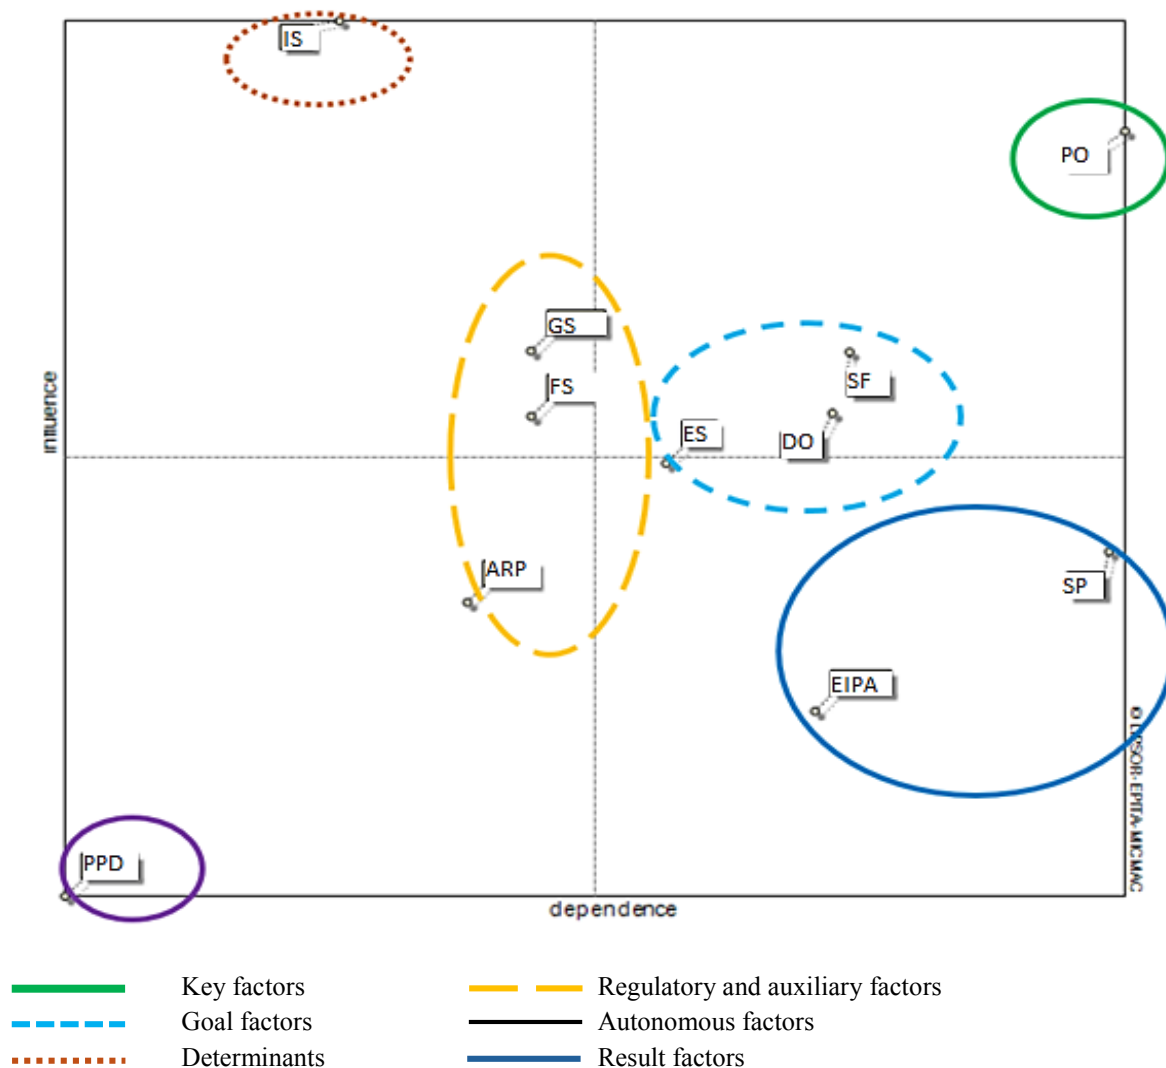 IS
PO
GS
SF
FS
ES
DO
influence
ARP
SP
EIPA
© LIPSOR-EPITA-MICMAC
PPD
dependence
Key factors
Regulatory and auxiliary factors
Goal factors
Autonomous factors
Determinants
Result factors